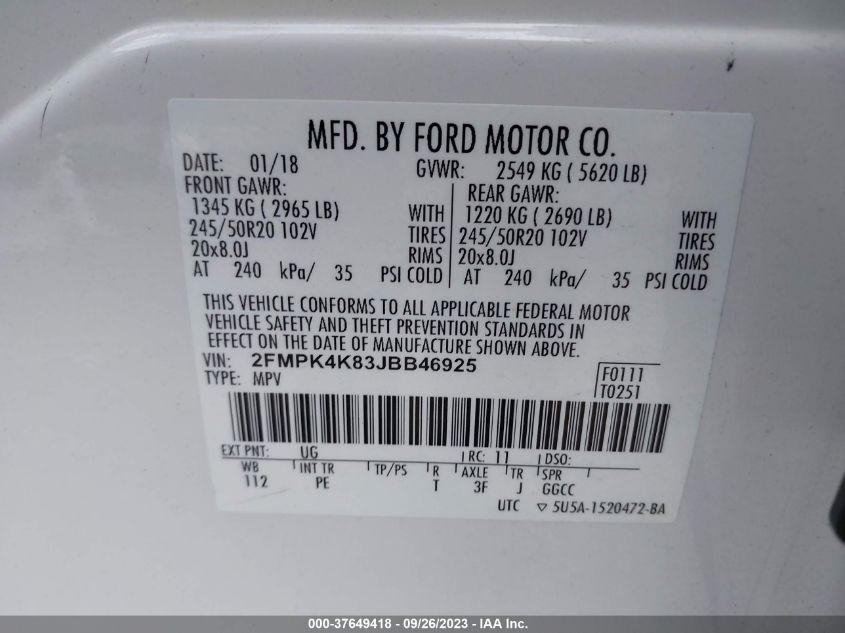 MFD. BY FORD MOTOR CO.
DATE: 01/18 GVWR: 2549 KG ( 5620 LB)
FRONT GAWR: REAR GAWR:
1345 KG ( 2965 LB) WITH 1220 KG ( 2690 LB) WITH
245/50R20 102V TIRES 245/50R20 102V TIRES
20x8.0J RIMS 20x8.0J RIMS
AT 240 kPa/ 35 PSI COLD AT 240 kPa/ 35 PSI COLD
THIS VEHICLE CONFORMS TO ALL APPLICABLE FEDERAL MOTOR
VEHICLE SAFETY AND THEFT PREVENTION STANDARDS IN
EFFECT ON THE DATE OF MANUFACTURE SHOWN ABOVE.
VIN: 2FMPK4K83JBB46925
TYPE: MPV
F0111
T0251
EXT PNT: UG RC: 11 DSO:
WB INT TR TP/PS R AXLE TR SPR
112 PE T 3F J GGCC
UTC ▽ 5U5A-1520472-BA
000-37649418 - 09/26/2023 - IAA Inc.